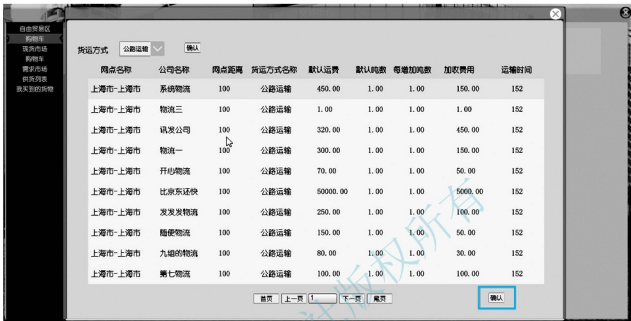 自由贸易区
购物车
现货市场
购物车
需求市场
供货列表
我买到的货物
货运方式 公路运输 确认
网点名称 公司名称 网点距离 货运方式名称 默认运费 默认吨数 每增加吨数 加收费用 运输时间
上海市-上海市 系统物流 100 公路运输 450.00 1.00 1.00 150.00 152
上海市-上海市 物流三 100 公路运输 1.00 1.00 1.00 1.00 152
上海市-上海市 讯发公司 100 公路运输 320.00 1.00 1.00 450.00 152
上海市-上海市 物流一 100 公路运输 300.00 1.00 1.00 150.00 152
上海市-上海市 开心物流 100 公路运输 70.00 1.00 1.00 50.00 152
上海市-上海市 比京东还快 100 公路运输 50000.00 1.00 1.00 5000.00 152
上海市-上海市 发发发物流 100 公路运输 250.00 1.00 1.00 100.00 152
上海市-上海市 随便物流 100 公路运输 150.00 1.00 1.00 50.00 152
上海市-上海市 九组的物流 100 公路运输 80.00 1.00 1.00 30.00 152
上海市-上海市 第七物流 100 公路运输 100.00 1.00 1.00 100.00 152
首页 上一页 1 下一页 尾页 确认
社版权所有